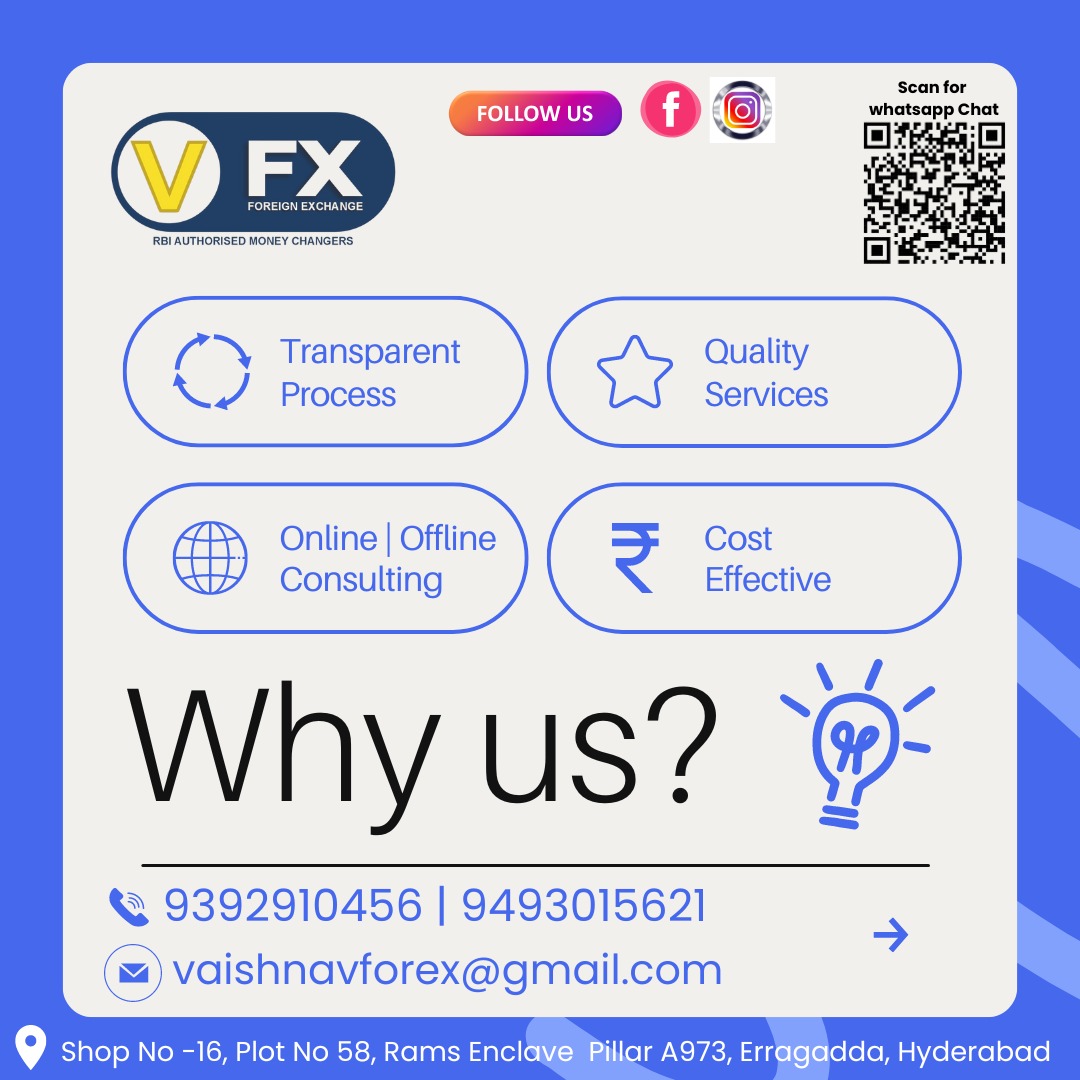 FOLLOW US
Scan for
whatsapp Chat
V FX
FOREIGN EXCHANGE
RBI AUTHORISED MONEY CHANGERS
Transparent
Process
Quality
Services
Online | Offline
Consulting
₹
Cost
Effective
Why us?
9392910456 | 9493015621
vaishnavforex@gmail.com
Shop No -16, Plot No 58, Rams Enclave  Pillar A973, Erragadda, Hyderabad